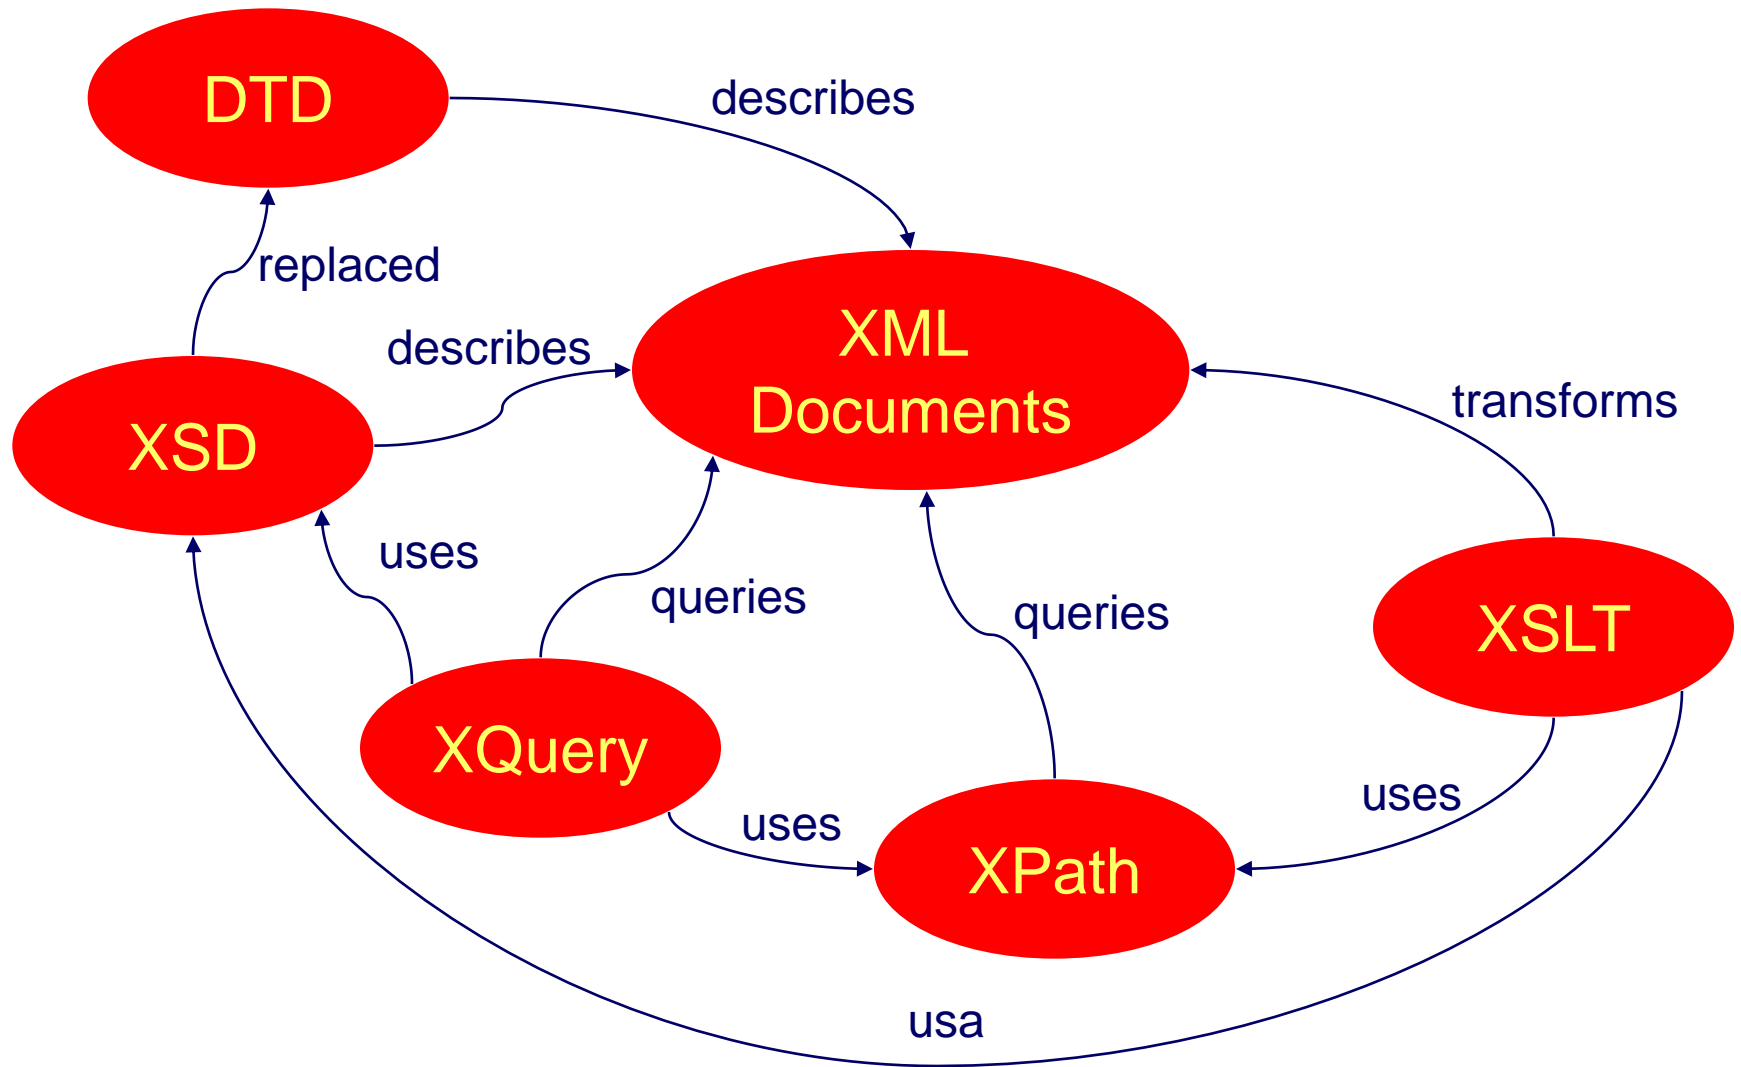 DTD
describes
replaced
XML
Documents
describes
transforms
XSD
uses
queries
queries
XSLT
XQuery
uses
uses
XPath
usa